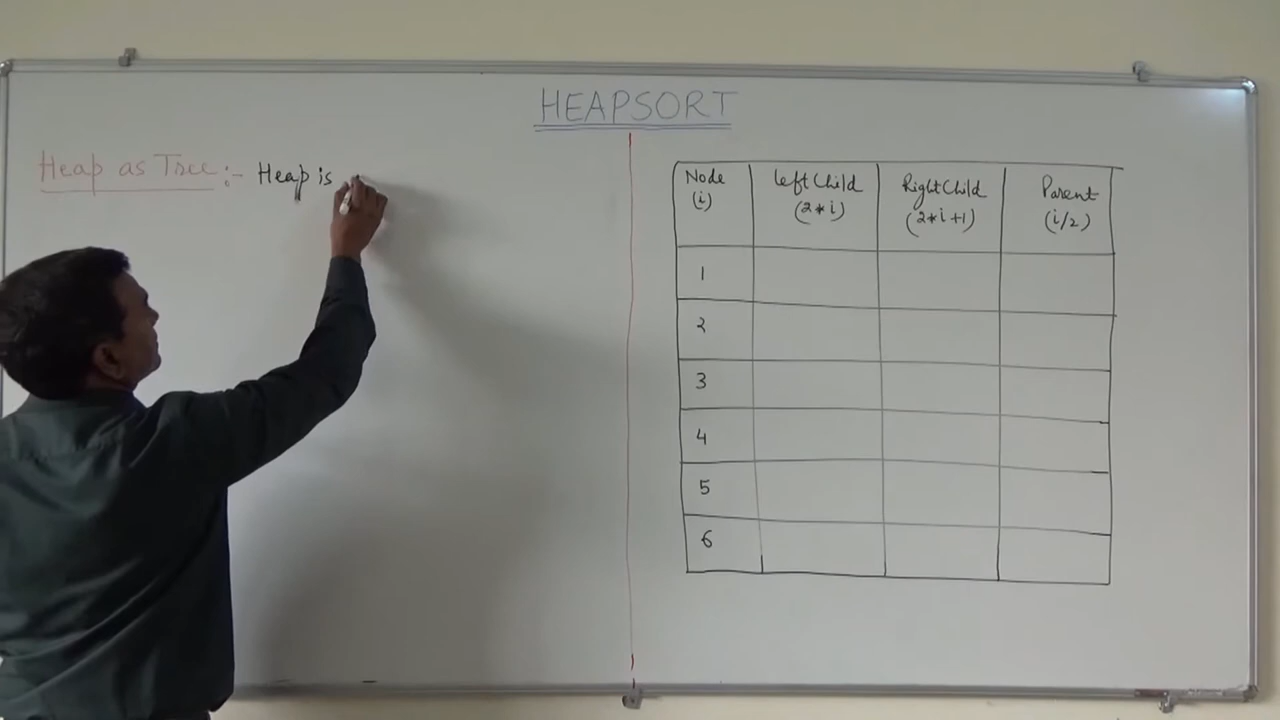 HEAPSORT
Heap as Tree :- Heap is
Node (i) Left Child (2*i) Right Child (2*i+1) Parent (i/2)
1
2
3
4
5
6